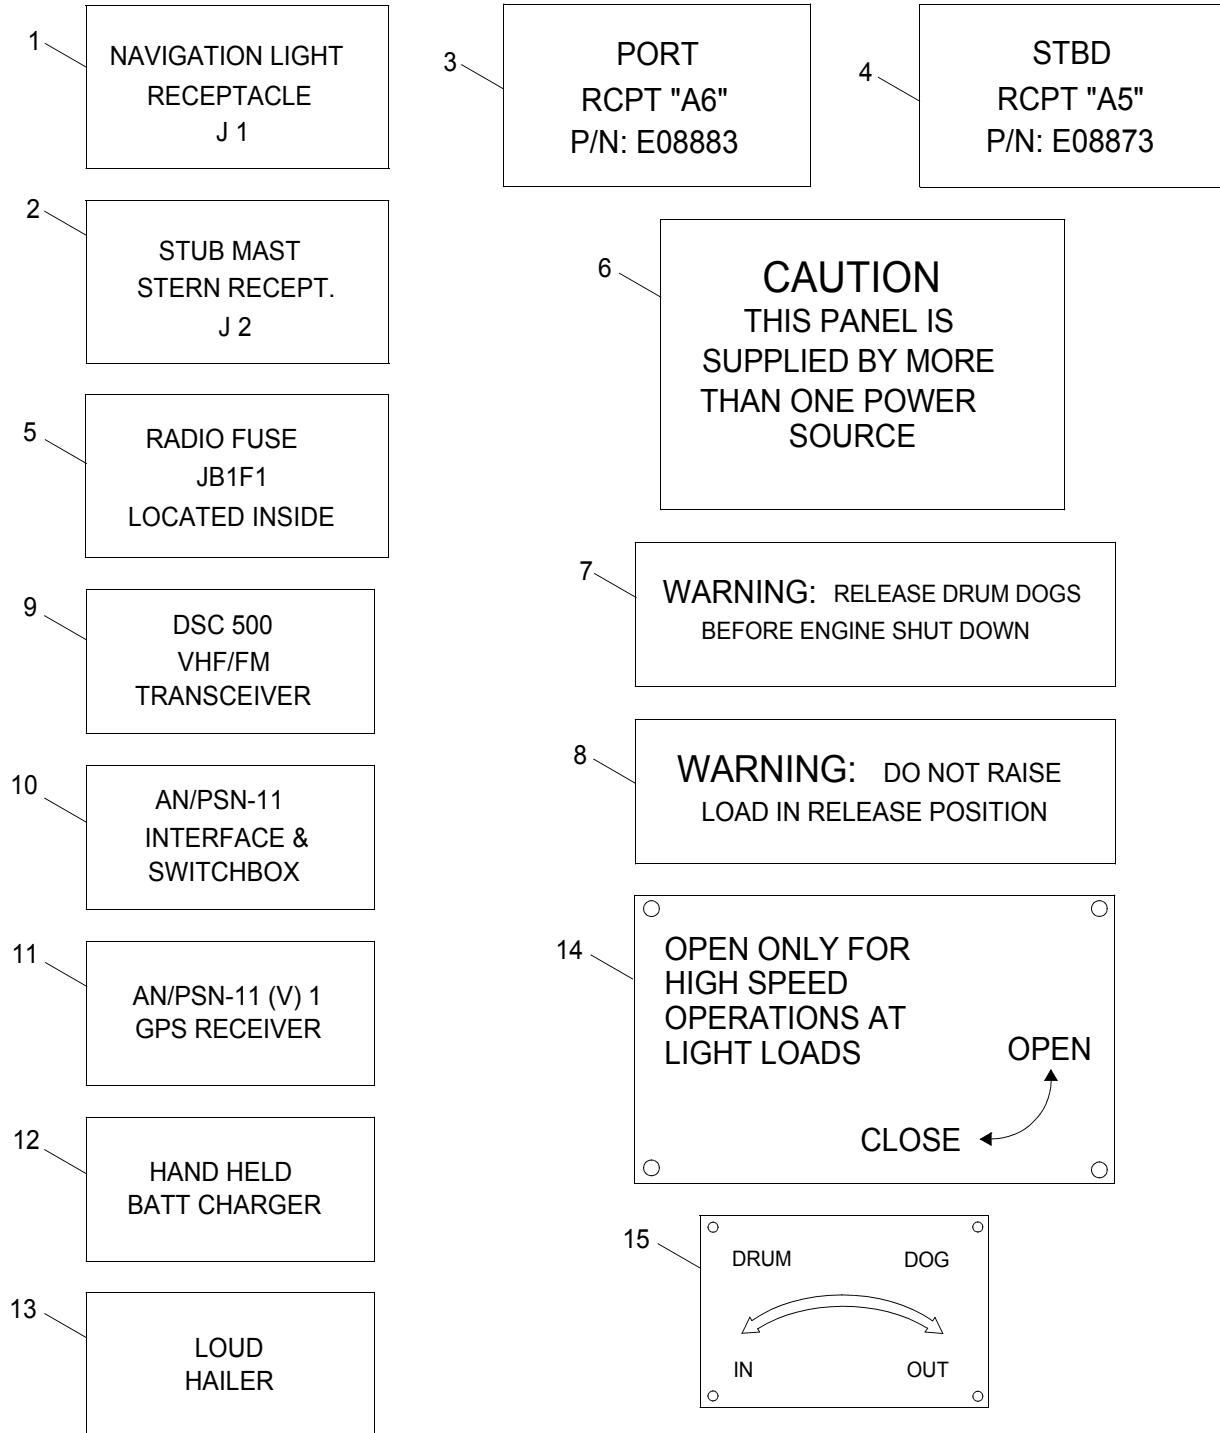 1
NAVIGATION LIGHT
RECEPTACLE
J 1
3
PORT
RCPT "A6"
P/N: E08883
4
STBD
RCPT "A5"
P/N: E08873
2
STUB MAST
STERN RECEPT.
J 2
6
CAUTION
THIS PANEL IS
SUPPLIED BY MORE
THAN ONE POWER
SOURCE
5
RADIO FUSE
JB1F1
LOCATED INSIDE
7
WARNING: RELEASE DRUM DOGS
BEFORE ENGINE SHUT DOWN
9
DSC 500
VHF/FM
TRANSCEIVER
8
WARNING: DO NOT RAISE
LOAD IN RELEASE POSITION
10
AN/PSN-11
INTERFACE &
SWITCHBOX
14
OPEN ONLY FOR
HIGH SPEED
OPERATIONS AT
LIGHT LOADS
OPEN
CLOSE
11
AN/PSN-11 (V) 1
GPS RECEIVER
12
HAND HELD
BATT CHARGER
15
DRUM DOG
IN OUT
13
LOUD
HAILER